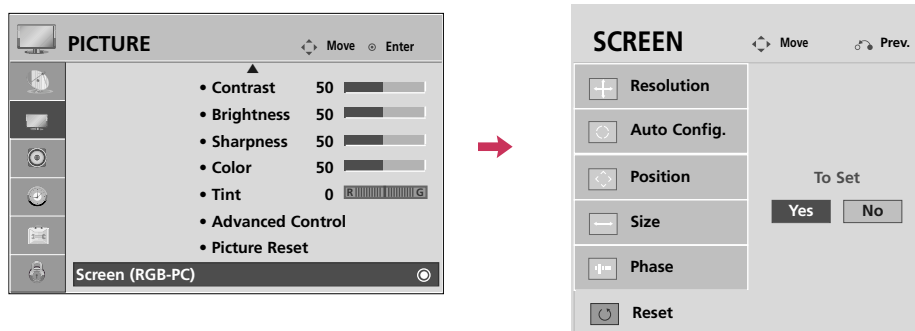 PICTURE
Move
Enter
• Contrast 50
• Brightness 50
• Sharpness 50
• Color 50
• Tint 0 R G
• Advanced Control
• Picture Reset
Screen (RGB-PC)
SCREEN
Move
Prev.
Resolution
Auto Config.
Position
Size
Phase
Reset
To Set
Yes No